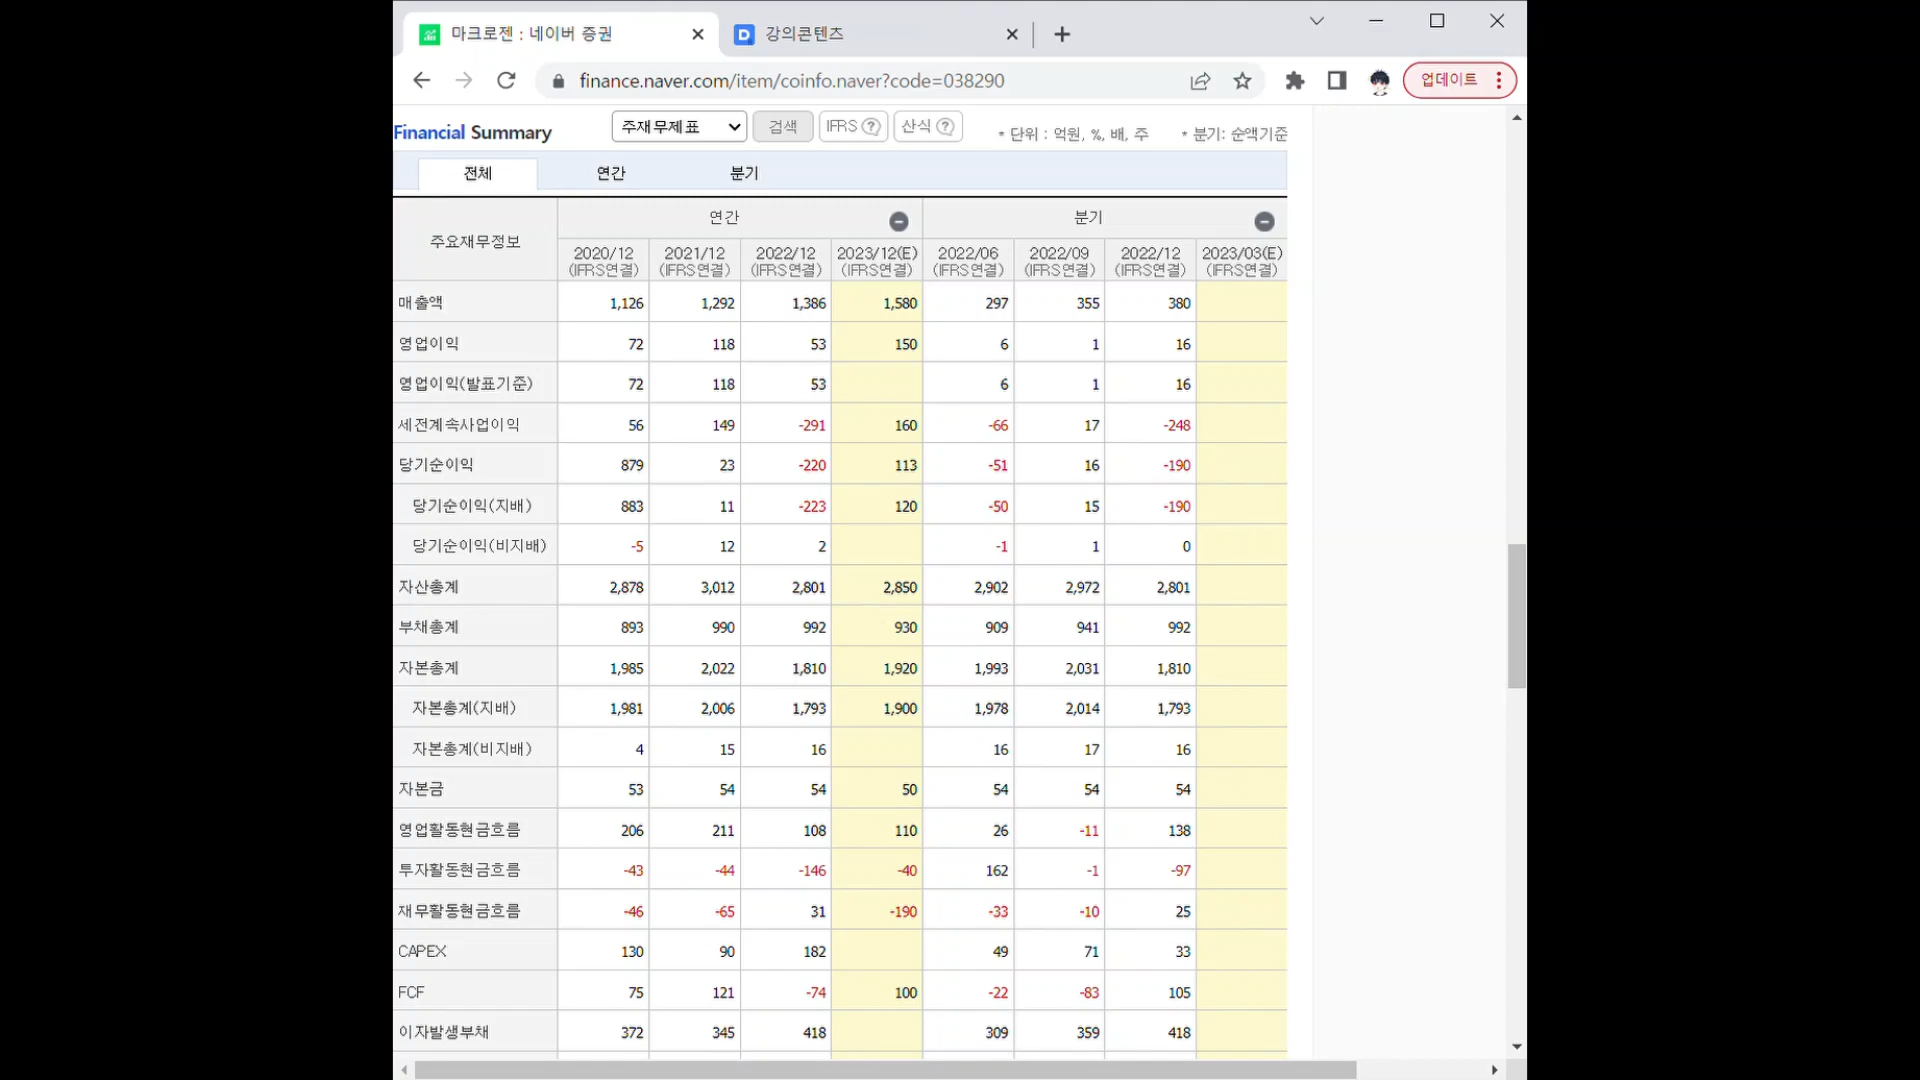 마크로젠 : 네이버 증권
강의콘텐츠
finance.naver.com/item/coinfo.naver?code=038290
업데이트
Financial Summary 주재무제표 검색 IFRS ? 산식 ? * 단위 : 억원, %, 배, 주 * 분기: 순액기준
전체 연간 분기
주요재무정보 연간 분기
2020/12 2021/12 2022/12 2023/12(E) 2022/06 2022/09 2022/12 2023/03(E)
(IFRS연결) (IFRS연결) (IFRS연결) (IFRS연결) (IFRS연결) (IFRS연결) (IFRS연결) (IFRS연결)
매출액 1,126 1,292 1,386 1,580 297 355 380
영업이익 72 118 53 150 6 1 16
영업이익(발표기준) 72 118 53 6 1 16
세전계속사업이익 56 149 -291 160 -66 17 -248
당기순이익 879 23 -220 113 -51 16 -190
당기순이익(지배) 883 11 -223 120 -50 15 -190
당기순이익(비지배) -5 12 2 -1 1 0
자산총계 2,878 3,012 2,801 2,850 2,902 2,972 2,801
부채총계 893 990 992 930 909 941 992
자본총계 1,985 2,022 1,810 1,920 1,993 2,031 1,810
자본총계(지배) 1,981 2,006 1,793 1,900 1,978 2,014 1,793
자본총계(비지배) 4 15 16 16 17 16
자본금 53 54 54 50 54 54 54
영업활동현금흐름 206 211 108 110 26 -11 138
투자활동현금흐름 -43 -44 -146 -40 162 -1 -97
재무활동현금흐름 -46 -65 31 -190 -33 -10 25
CAPEX 130 90 182 49 71 33
FCF 75 121 -74 100 -22 -83 105
이자발생부채 372 345 418 309 359 418